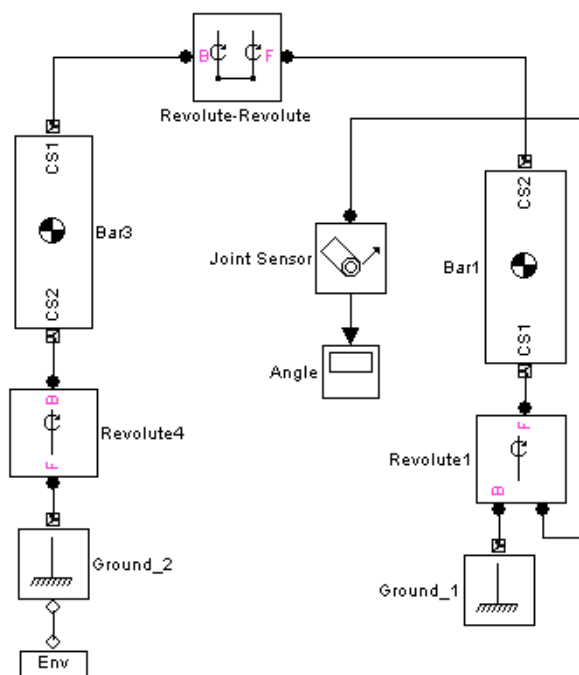 B
F
Revolute-Revolute
CS1
CS2
Bar3
Joint Sensor
Bar1
CS2
CS1
Angle
B
Revolute4
F
F
Revolute1
B
Ground_2
Ground_1
Env